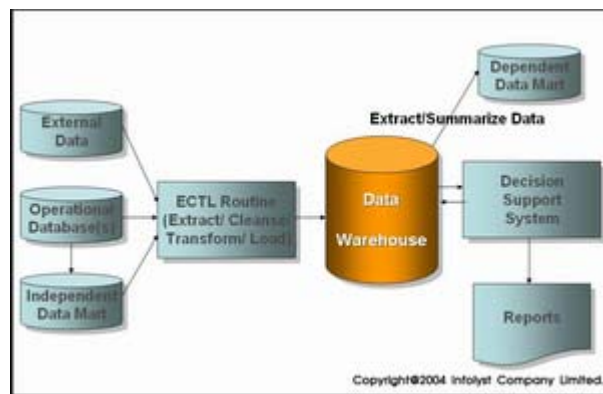 Dependent
Data Mart
Extract/Summarize Data
External
Data
ECTL Routine
(Extract/ Cleanse/
Transform/ Load)
Operational
Database(s)
Independent
Data Mart
Data
Warehouse
Decision
Support
System
Reports
Copyright@2004 Infolyst Company Limited.